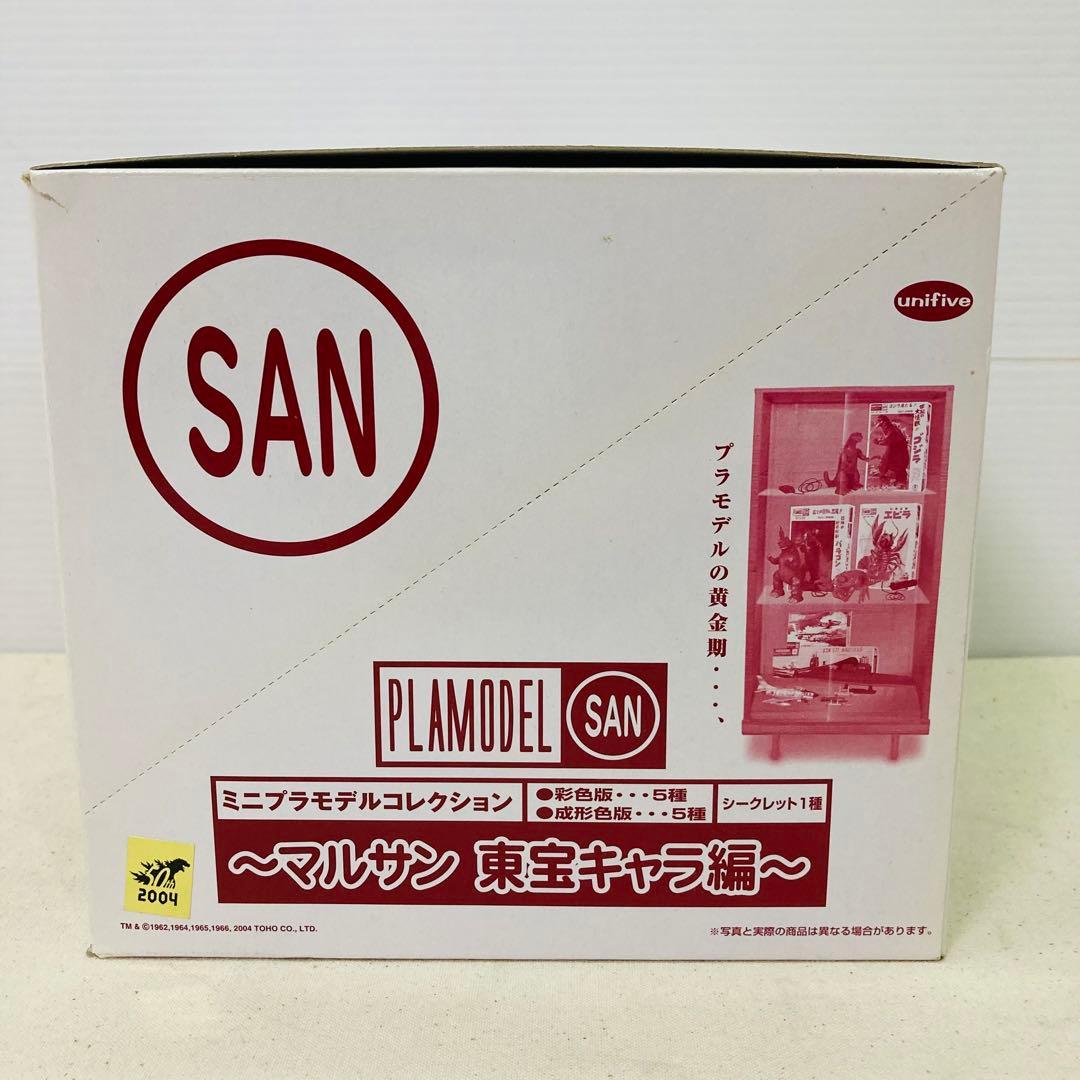 SAN
unifive
プラモデルの黄金期・・・・、
ゴジラ
エビラ
バラゴン
PLAMODEL SAN
ミニプラモデルコレクション
●彩色版・・・5種
●成形色版・・・5種
シークレット1種
～マルサン 東宝キャラ編～
2004
TM & ©1962,1964,1965,1966, 2004 TOHO CO., LTD.
※写真と実際の商品は異なる場合があります。